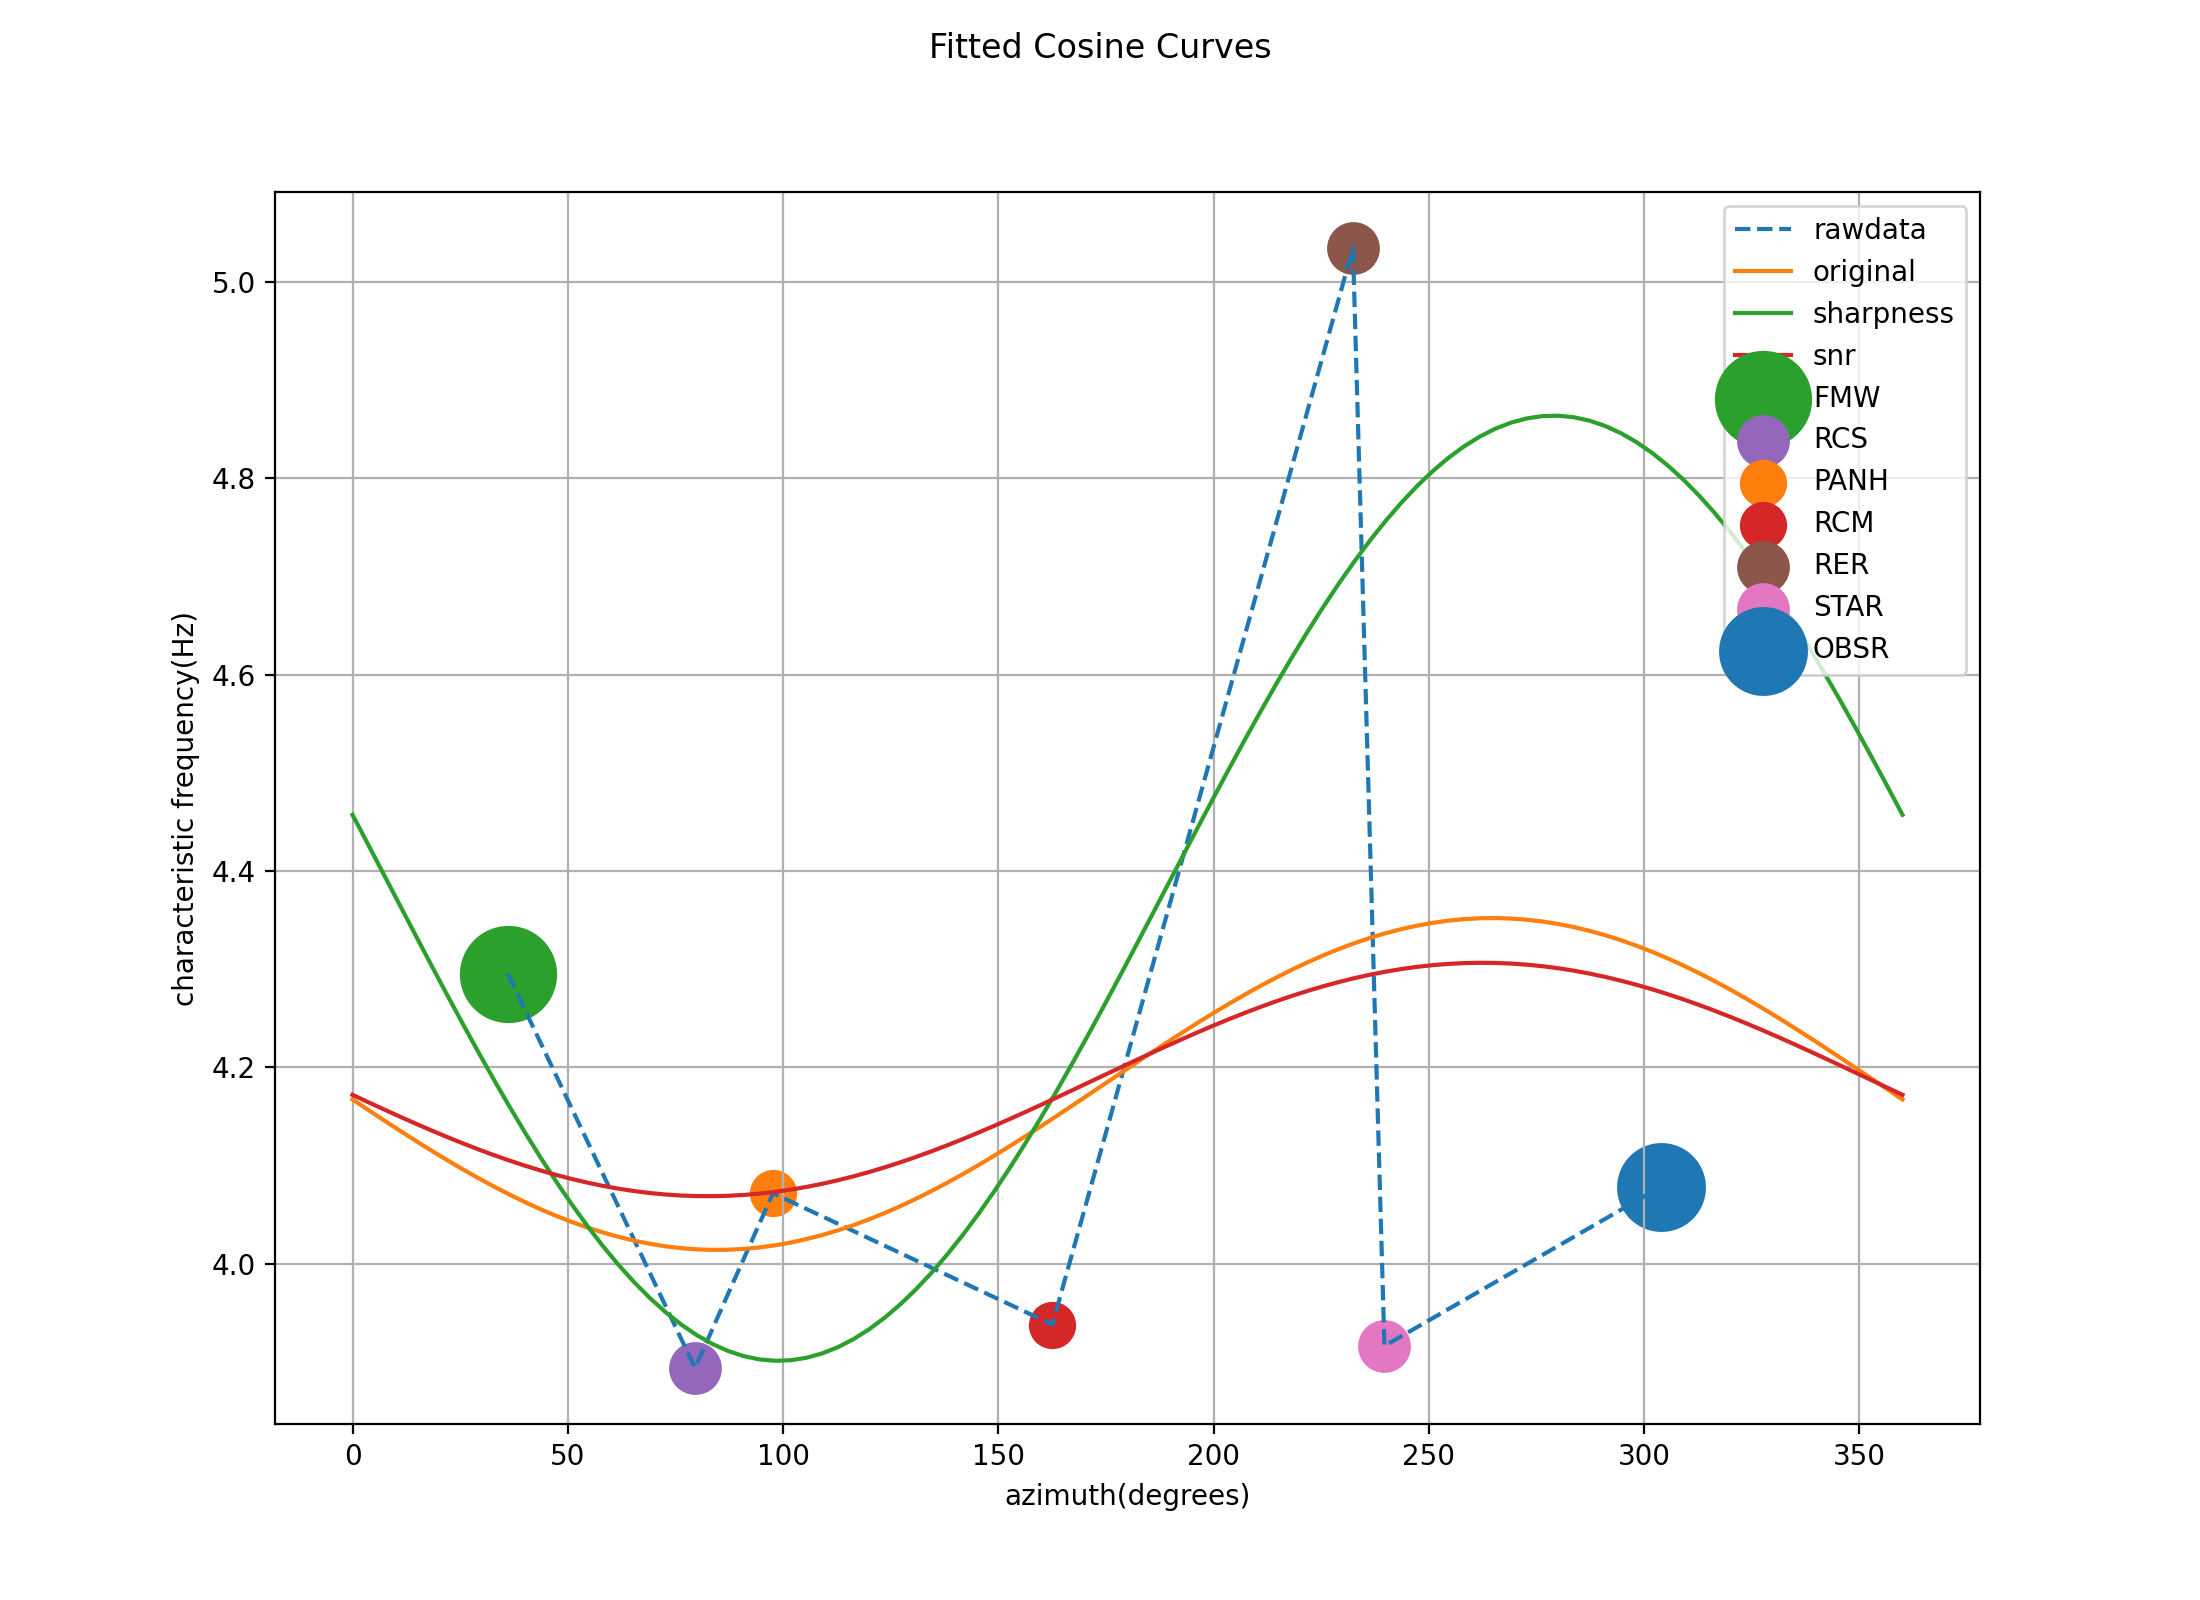 Fitted Cosine Curves
characteristic frequency(Hz)
5.0
4.8
4.6
4.4
4.2
4.0
0 50 100 150 200 250 300 350
azimuth(degrees)
rawdata
original
sharpness
snr
FMW
RCS
PANH
RCM
RER
STAR
OBSR